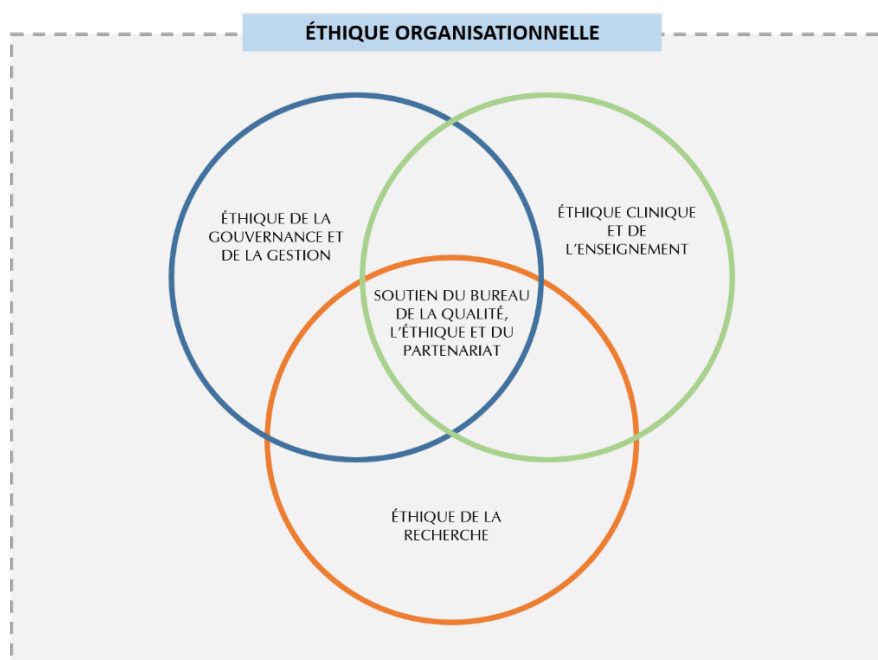 ÉTHIQUE ORGANISATIONNELLE
ÉTHIQUE DE LA
GOUVERNANCE ET
DE LA GESTION
ÉTHIQUE CLINIQUE
ET DE
L'ENSEIGNEMENT
SOUTIEN DU BUREAU
DE LA QUALITÉ,
L'ÉTHIQUE ET DU
PARTENARIAT
ÉTHIQUE DE LA
RECHERCHE